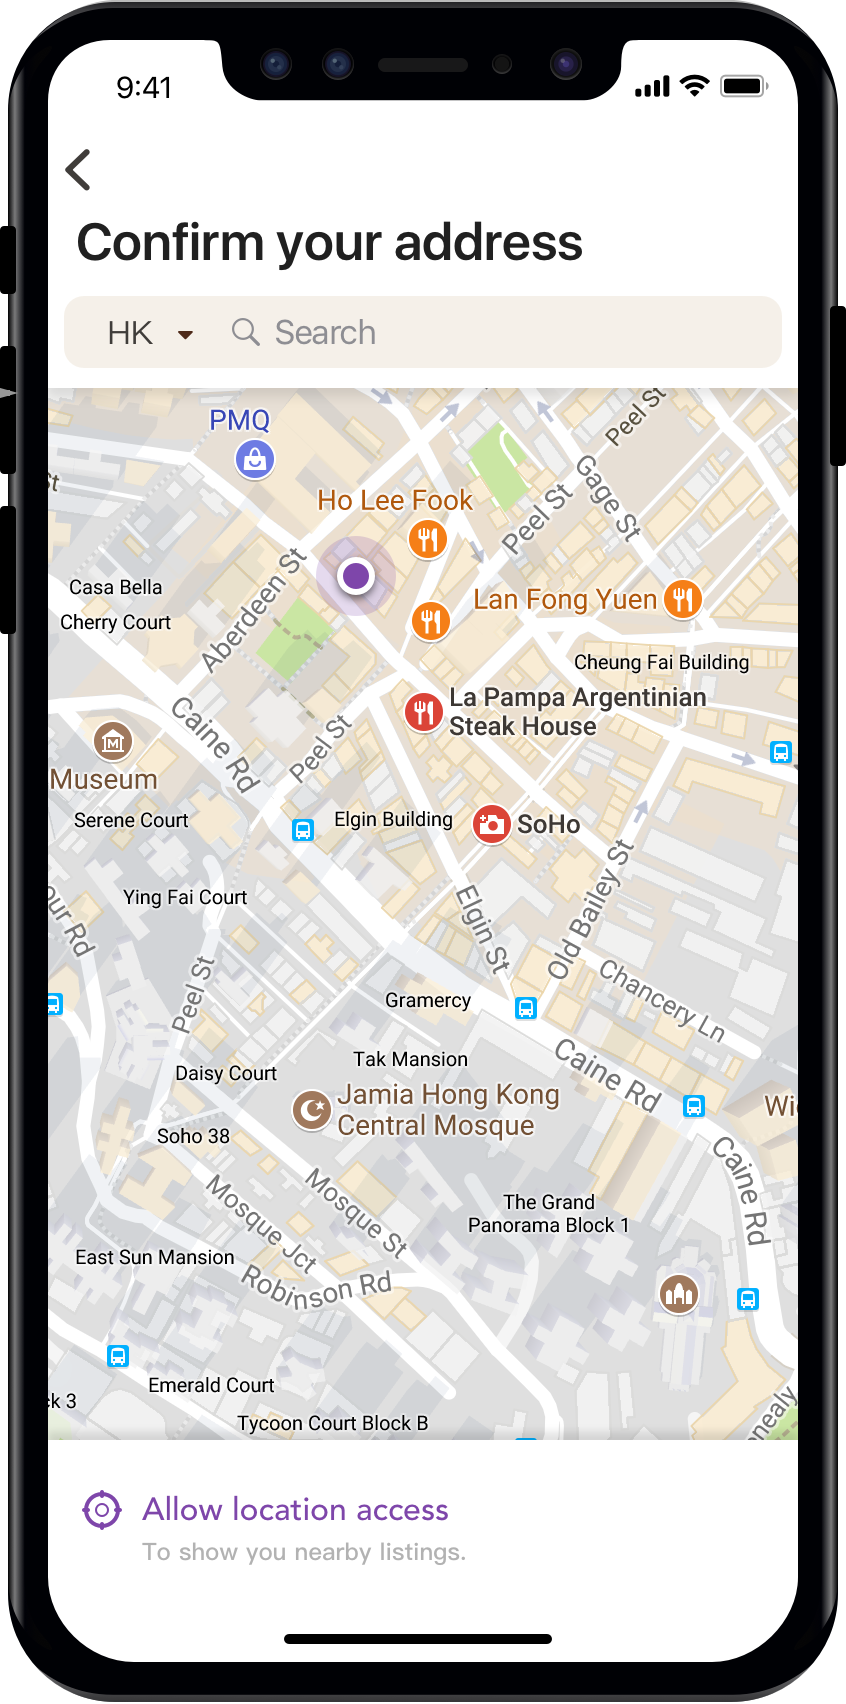 9:41
Confirm your address
HK
Search
PMQ
Peel St
Gage St
Ho Lee Fook
Peel St
Aberdeen St
Casa Bella
Lan Fong Yuen
Cherry Court
Cheung Fai Building
La Pampa Argentinian
Steak House
Caine Rd
Peel St
Museum
Serene Court
Elgin Building
SoHo
Ying Fai Court
Elgin St
Old Bailey St
our Rd
Peel St
Chancery Ln
Gramercy
Tak Mansion
Caine Rd
Daisy Court
Jamia Hong Kong
Central Mosque
Wi
Soho 38
Caine Rd
Mosque Jct
Mosque St
The Grand
Panorama Block 1
East Sun Mansion
Robinson Rd
Emerald Court
ck 3
Tycoon Court Block B
nealy
Allow location access
To show you nearby listings.